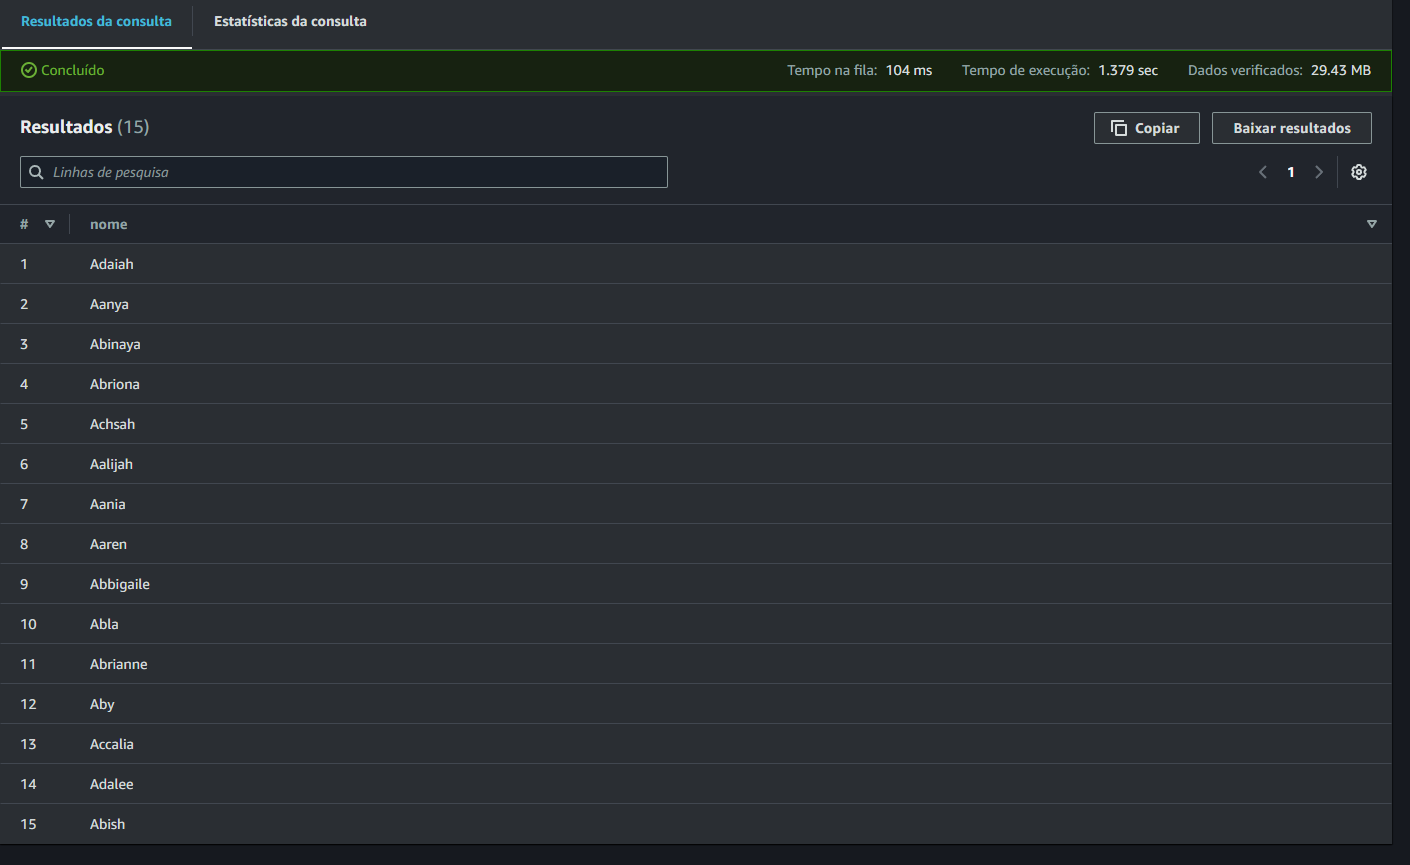 Resultados da consulta Estatísticas da consulta
Concluído Tempo na fila: 104 ms Tempo de execução: 1.379 sec Dados verificados: 29.43 MB
Resultados (15) Copiar Baixar resultados
Linhas de pesquisa 1
# nome
1 Adaiah
2 Aanya
3 Abinaya
4 Abriona
5 Achsah
6 Aalijah
7 Aania
8 Aaren
9 Abbigaile
10 Abla
11 Abrianne
12 Aby
13 Accalia
14 Adalee
15 Abish